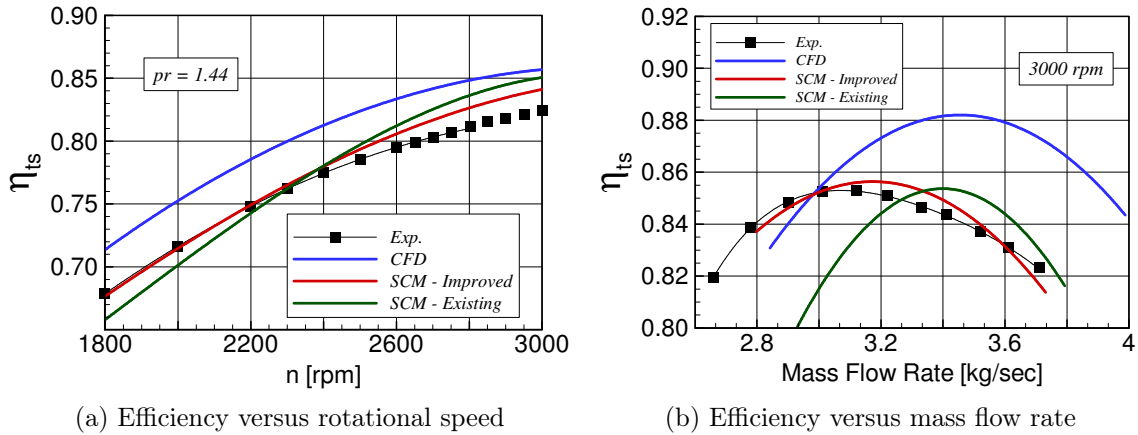 0.90
0.85
0.80
0.75
0.70
η_ts
pr = 1.44
Exp.
CFD
SCM - Improved
SCM - Existing
1800 2200 2600 3000
n [rpm]
(a) Efficiency versus rotational speed
0.92
0.90
0.88
0.86
0.84
0.82
0.80
η_ts
Exp.
CFD
SCM - Improved
SCM - Existing
3000 rpm
2.8 3.2 3.6 4
Mass Flow Rate [kg/sec]
(b) Efficiency versus mass flow rate